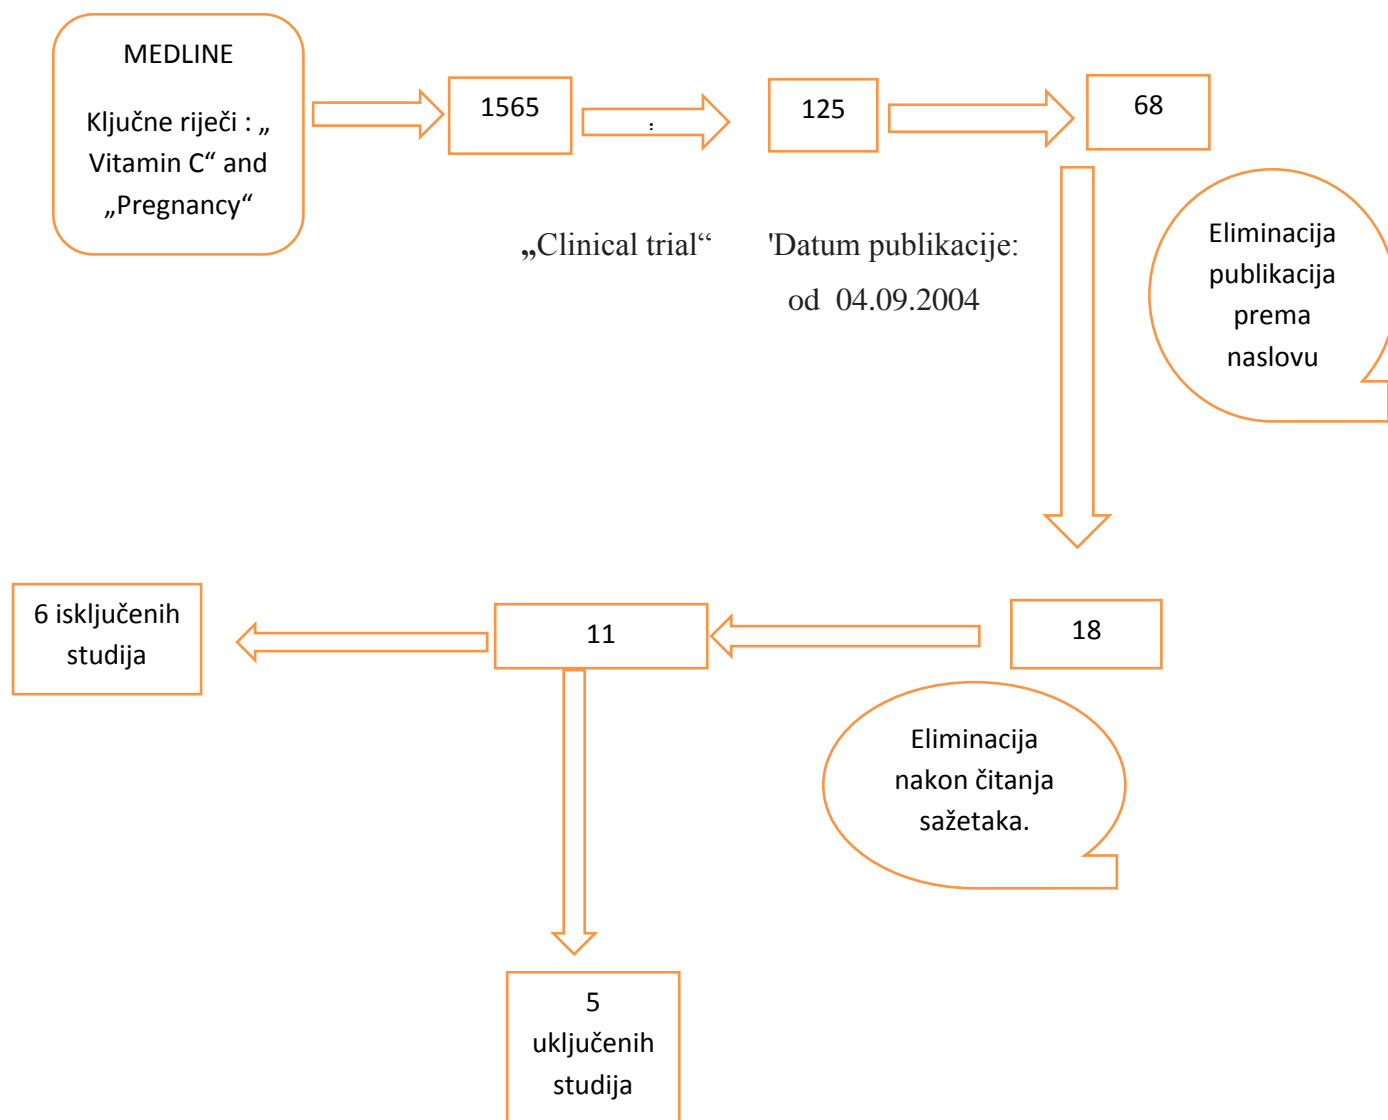 MEDLINE
Ključne riječi : „
Vitamin C“ and
„Pregnancy“
1565
:
125
68
„Clinical trial“
'Datum publikacije:
od 04.09.2004
Eliminacija
publikacija
prema
naslovu
6 isključenih
studija
11
18
Eliminacija
nakon čitanja
sažetaka.
5
uključenih
studija